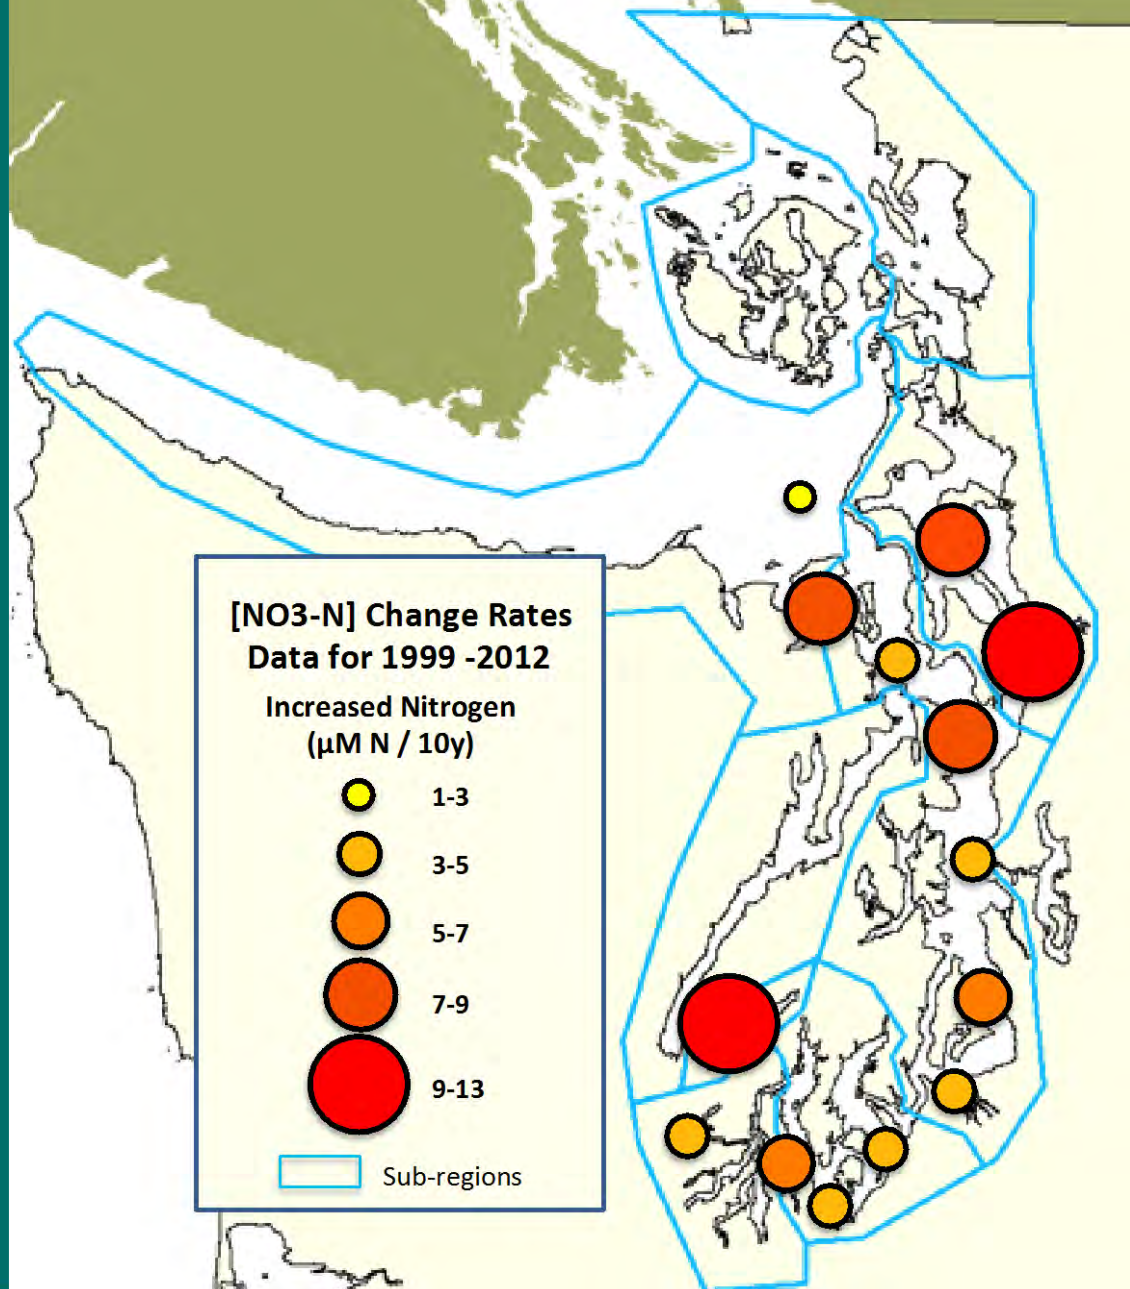 [NO3-N] Change Rates
Data for 1999 -2012
Increased Nitrogen
(µM N / 10y)
1-3
3-5
5-7
7-9
9-13
Sub-regions